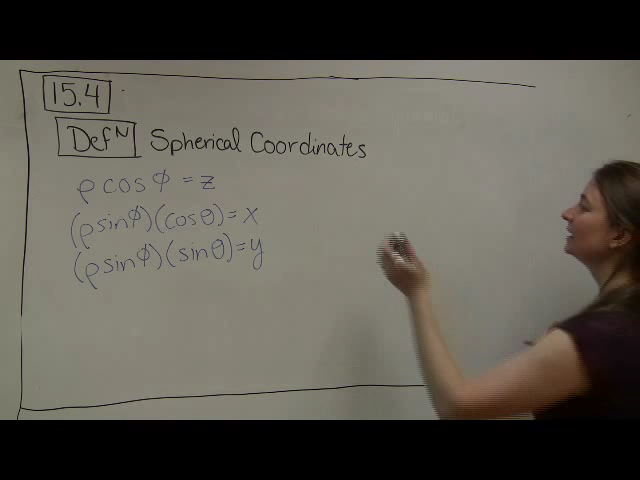 15.4
Defᴺ Spherical Coordinates
ρ cos φ = z
(ρ sin φ)(cos θ) = x
(ρ sin φ)(sin θ) = y